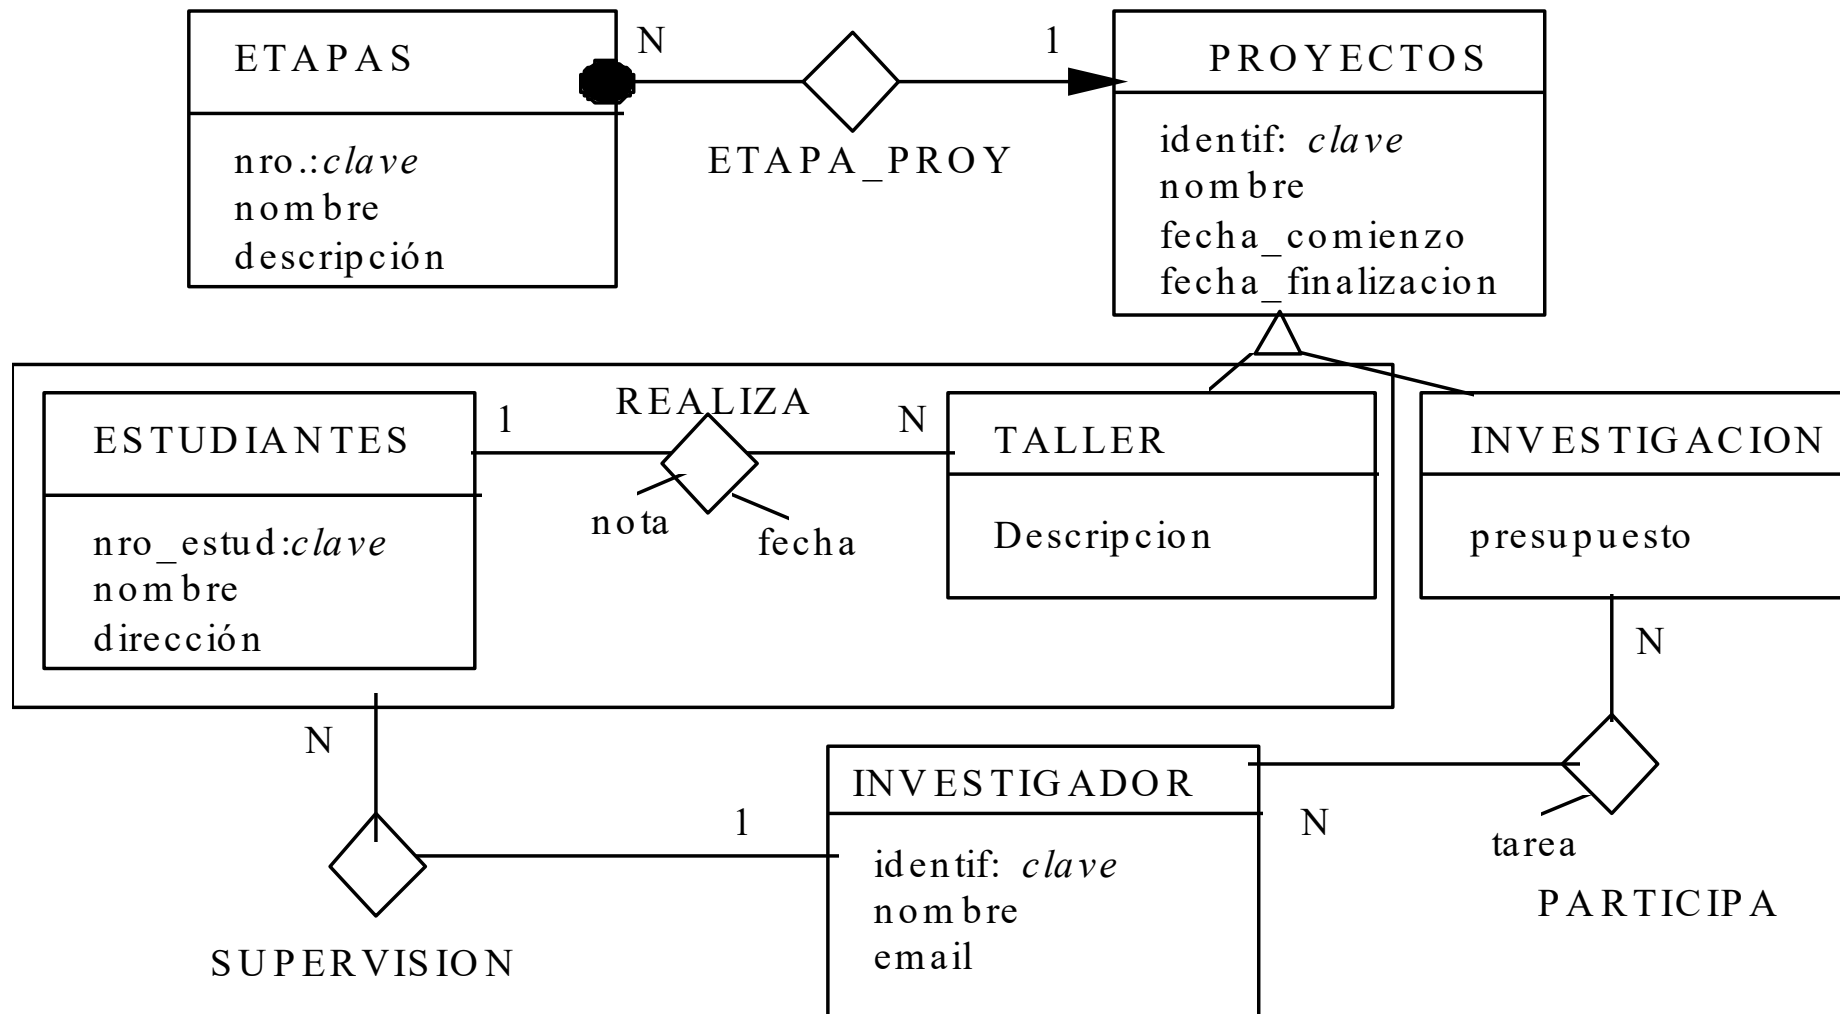 ETAPAS
N
1
PROYECTOS
nro.:clave
nombre
descripción
ETAPA_PROY
identif: clave
nombre
fecha_comienzo
fecha_finalizacion
ESTUDIANTES
1
REALIZA
N
TALLER
INVESTIGACION
nro_estud:clave
nombre
dirección
nota
fecha
Descripcion
presupuesto
N
N
INVESTIGADOR
1
N
identif: clave
nombre
email
tarea
PARTICIPA
SUPERVISION